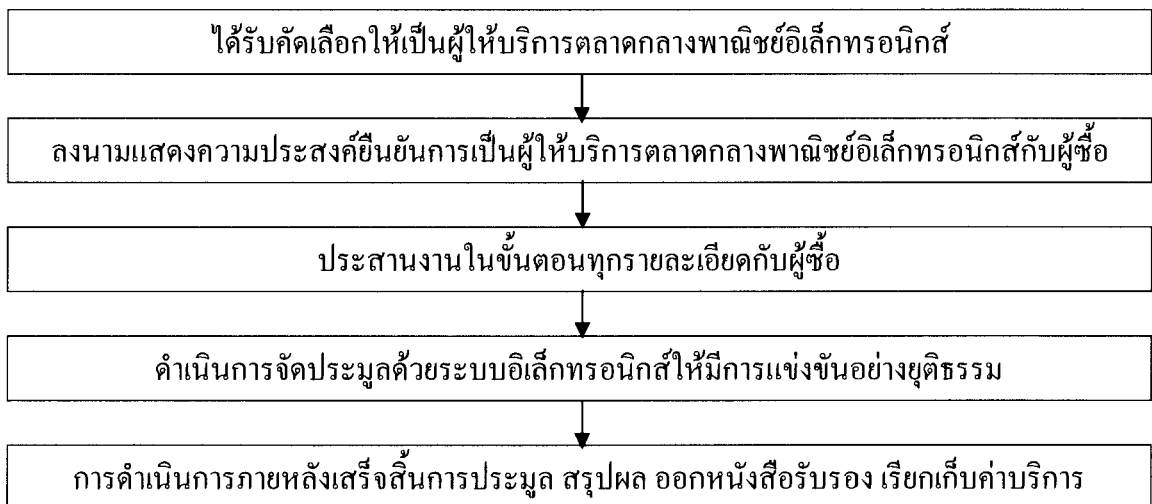 ได้รับคัดเลือกให้เป็นผู้ให้บริการตลาดกลางพาณิชย์อิเล็กทรอนิกส์
ลงนามแสดงความประสงค์ยืนยันการเป็นผู้ให้บริการตลาดกลางพาณิชย์อิเล็กทรอนิกส์กับผู้ซื้อ
ประสานงานในขั้นตอนทุกรายละเอียดกับผู้ซื้อ
ดำเนินการจัดประมูลด้วยระบบอิเล็กทรอนิกส์ให้มีการแข่งขันอย่างยุติธรรม
การดำเนินการภายหลังเสร็จสิ้นการประมูล สรุปผล ออกหนังสือรับรอง เรียกเก็บค่าบริการ